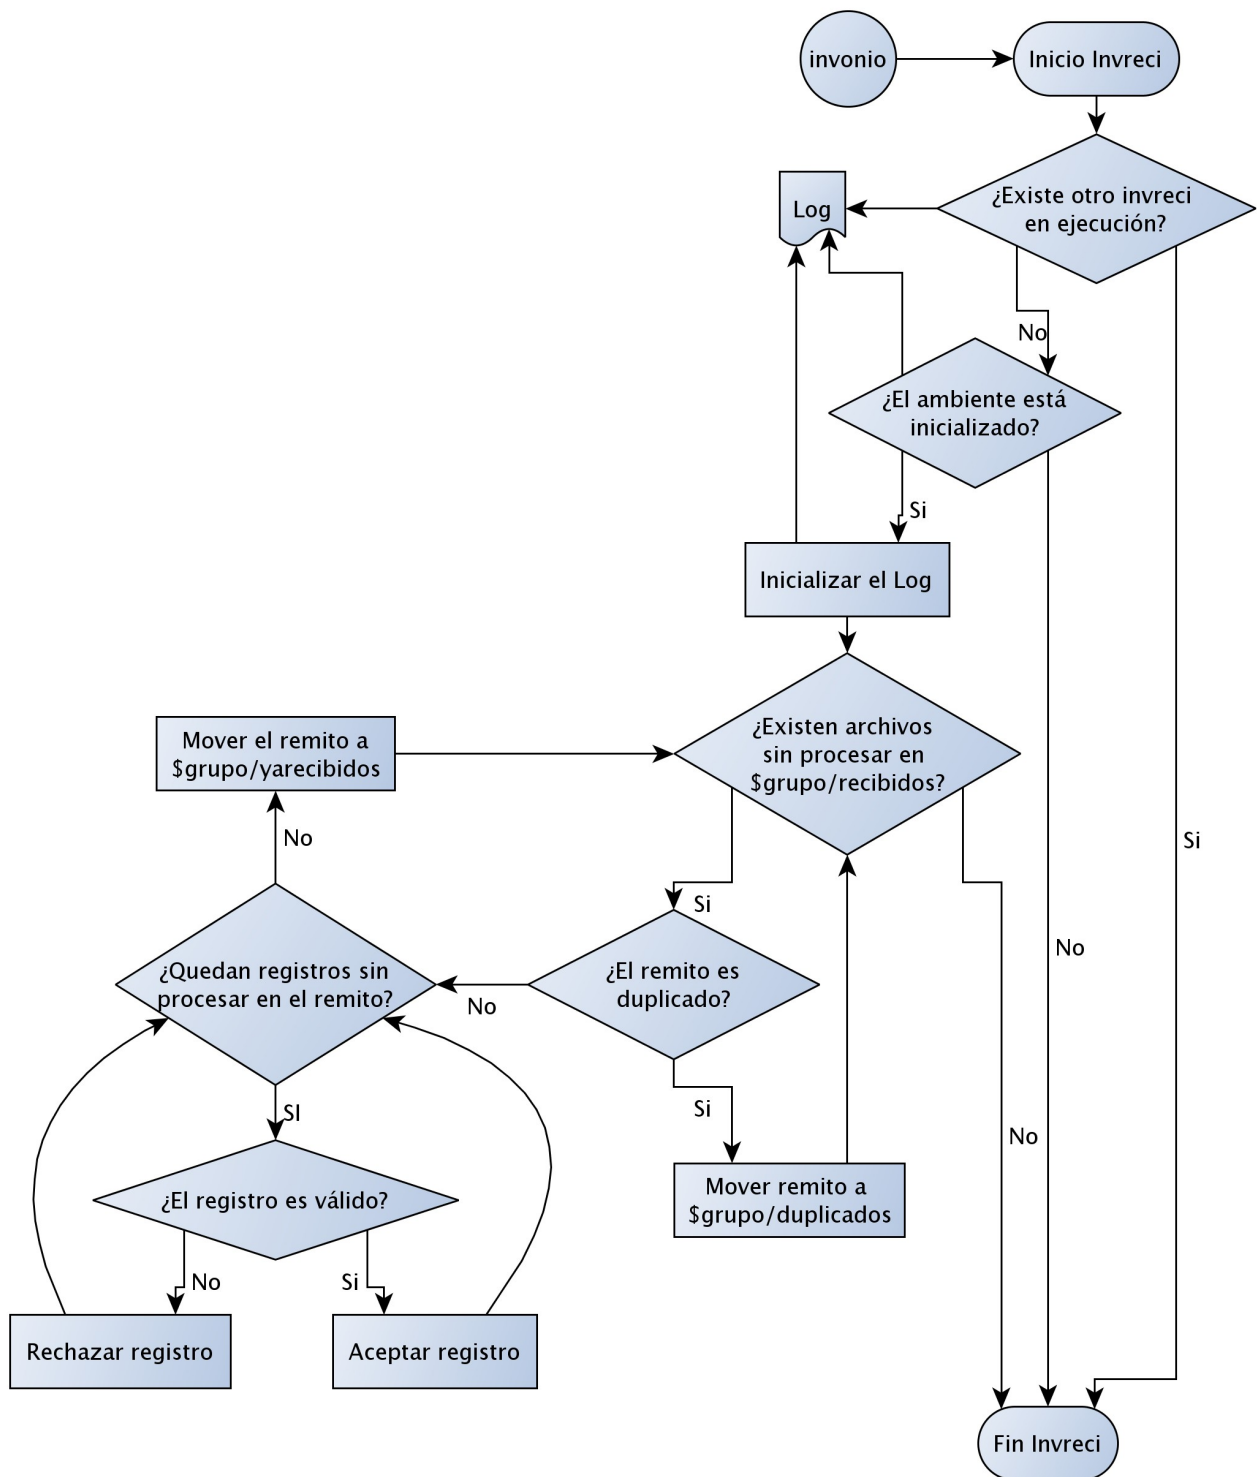 invonio
Inicio Invreci
¿Existe otro invreci
en ejecución?
Log
No
¿El ambiente está
inicializado?
Si
Inicializar el Log
Mover el remito a
$grupo/yarecibidos
¿Existen archivos
sin procesar en
$grupo/recibidos?
No
Si
Si
¿Quedan registros sin
procesar en el remito?
¿El remito es
duplicado?
No
No
SI
Si
No
¿El registro es válido?
Mover remito a
$grupo/duplicados
No
Si
Rechazar registro
Aceptar registro
Fin Invreci